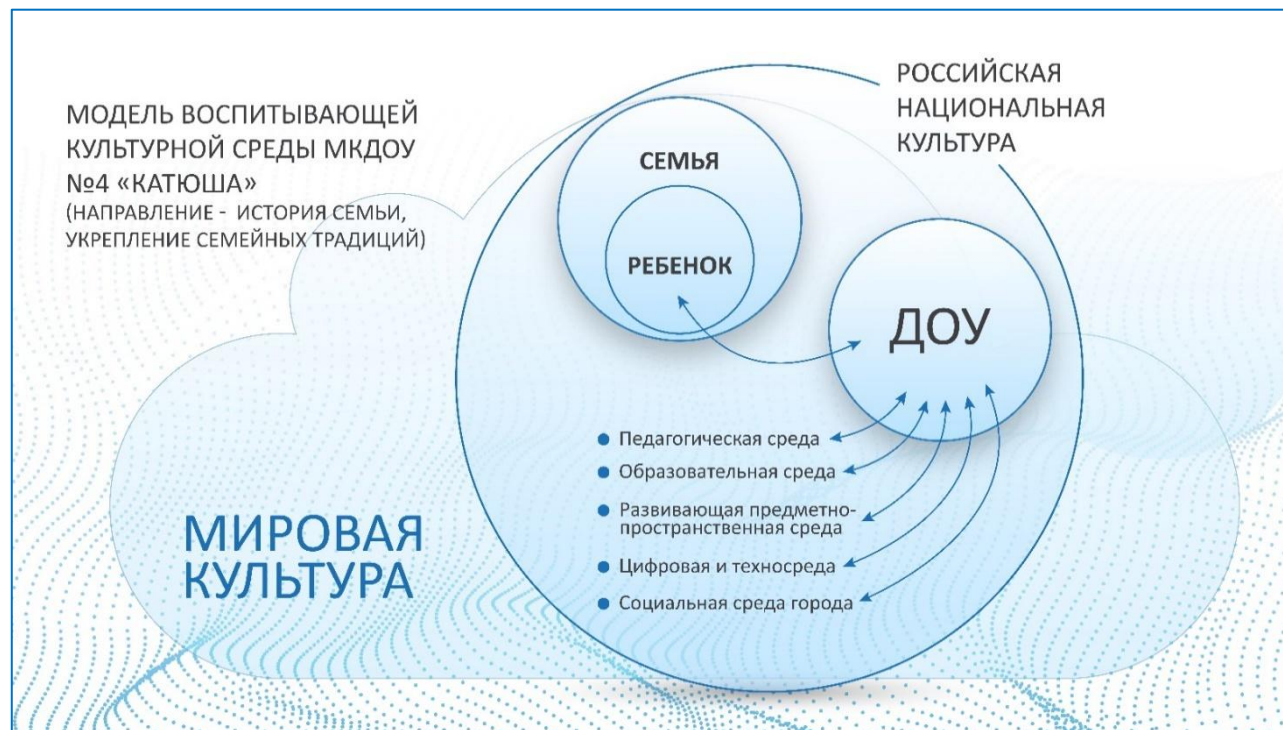 МОДЕЛЬ ВОСПИТЫВАЮЩЕЙ
КУЛЬТУРНОЙ СРЕДЫ МКДОУ
№4 «КАТЮША»
(НАПРАВЛЕНИЕ - ИСТОРИЯ СЕМЬИ,
УКРЕПЛЕНИЕ СЕМЕЙНЫХ ТРАДИЦИЙ)
РОССИЙСКАЯ
НАЦИОНАЛЬНАЯ
КУЛЬТУРА
СЕМЬЯ
РЕБЕНОК
ДОУ
Педагогическая среда
Образовательная среда
Развивающая предметно-
пространственная среда
Цифровая и техносреда
Социальная среда города
МИРОВАЯ
КУЛЬТУРА